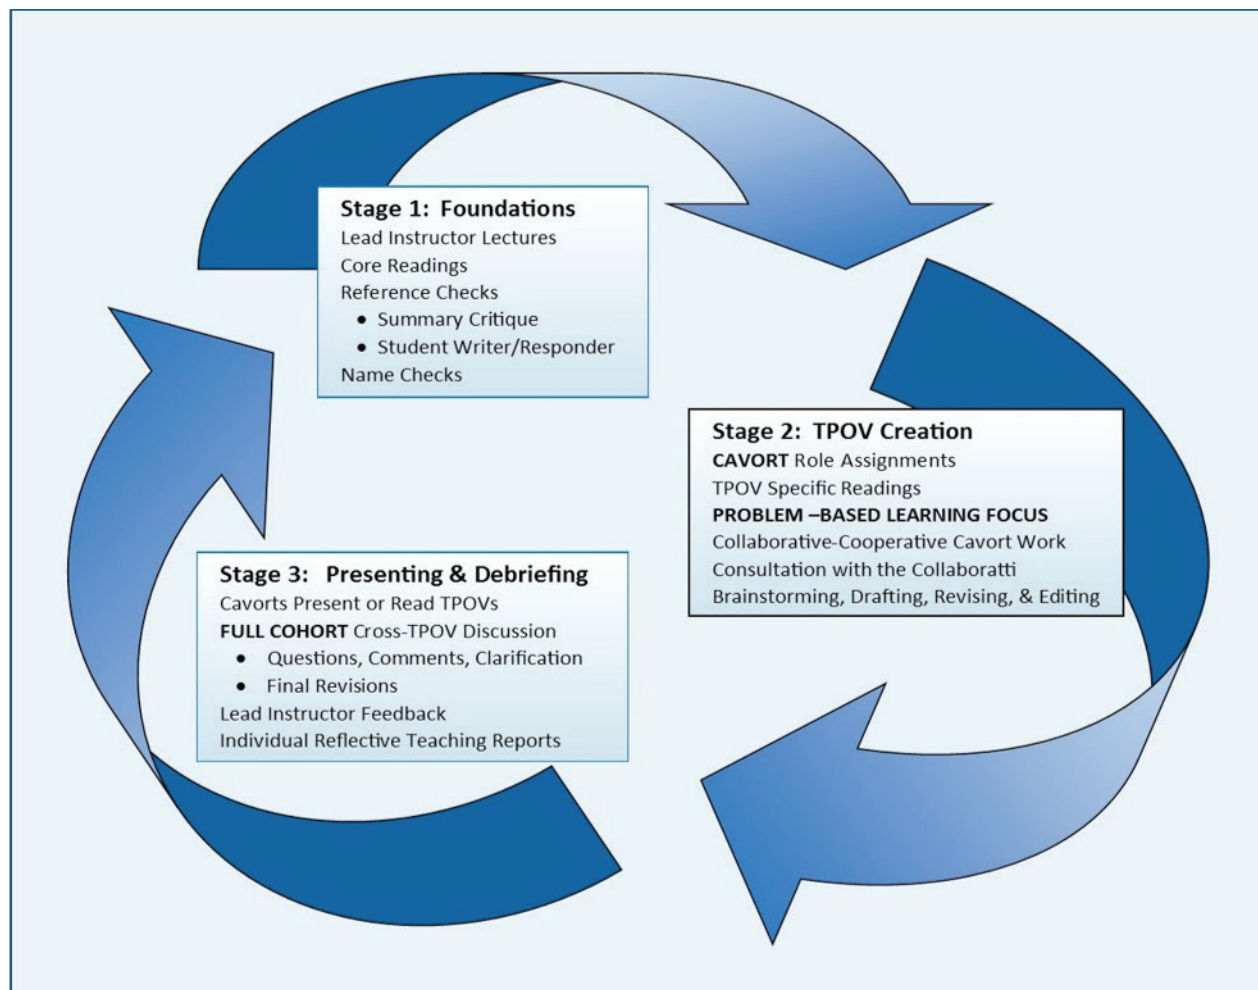 Stage 1: Foundations
Lead Instructor Lectures
Core Readings
Reference Checks
• Summary Critique
• Student Writer/Responder
Name Checks
Stage 2: TPOV Creation
CAVORT Role Assignments
TPOV Specific Readings
PROBLEM –BASED LEARNING FOCUS
Collaborative-Cooperative Cavort Work
Consultation with the Collaboratti
Brainstorming, Drafting, Revising, & Editing
Stage 3: Presenting & Debriefing
Cavorts Present or Read TPOVs
FULL COHORT Cross-TPOV Discussion
• Questions, Comments, Clarification
• Final Revisions
Lead Instructor Feedback
Individual Reflective Teaching Reports